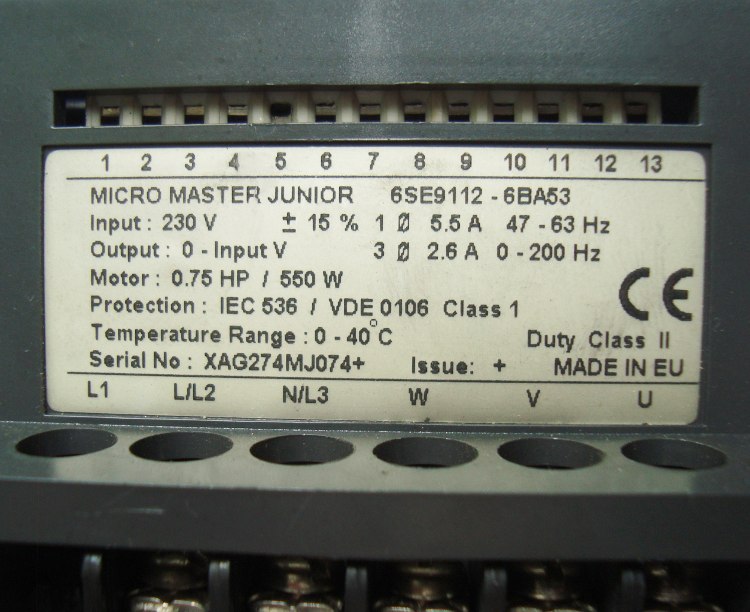 1 2 3 4 5 6 7 8 9 10 11 12 13
MICRO MASTER JUNIOR 6SE9112 - 6BA53
Input : 230 V ± 15 % 1 Ø 5.5 A 47 - 63 Hz
Output : 0 - Input V 3 Ø 2.6 A 0 - 200 Hz
Motor : 0.75 HP / 550 W
Protection : IEC 536 / VDE 0106 Class 1
CE
Temperature Range : 0 - 40°C Duty Class II
Serial No : XAG274MJ074+ Issue: + MADE IN EU
L1 L/L2 N/L3 W V U